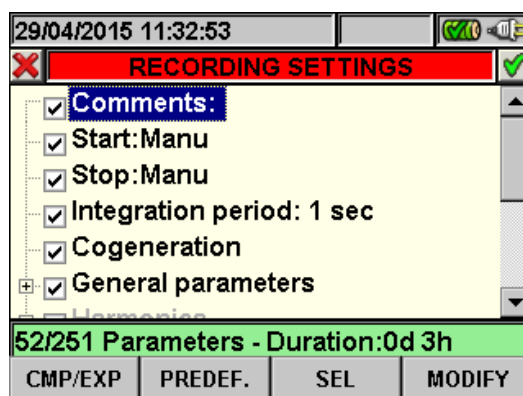 29/04/2015 11:32:53
RECORDING SETTINGS
Comments:
Start:Manu
Stop:Manu
Integration period: 1 sec
Cogeneration
General parameters
Harmonics
52/251 Parameters - Duration:0d 3h
CMP/EXP PREDEF. SEL MODIFY